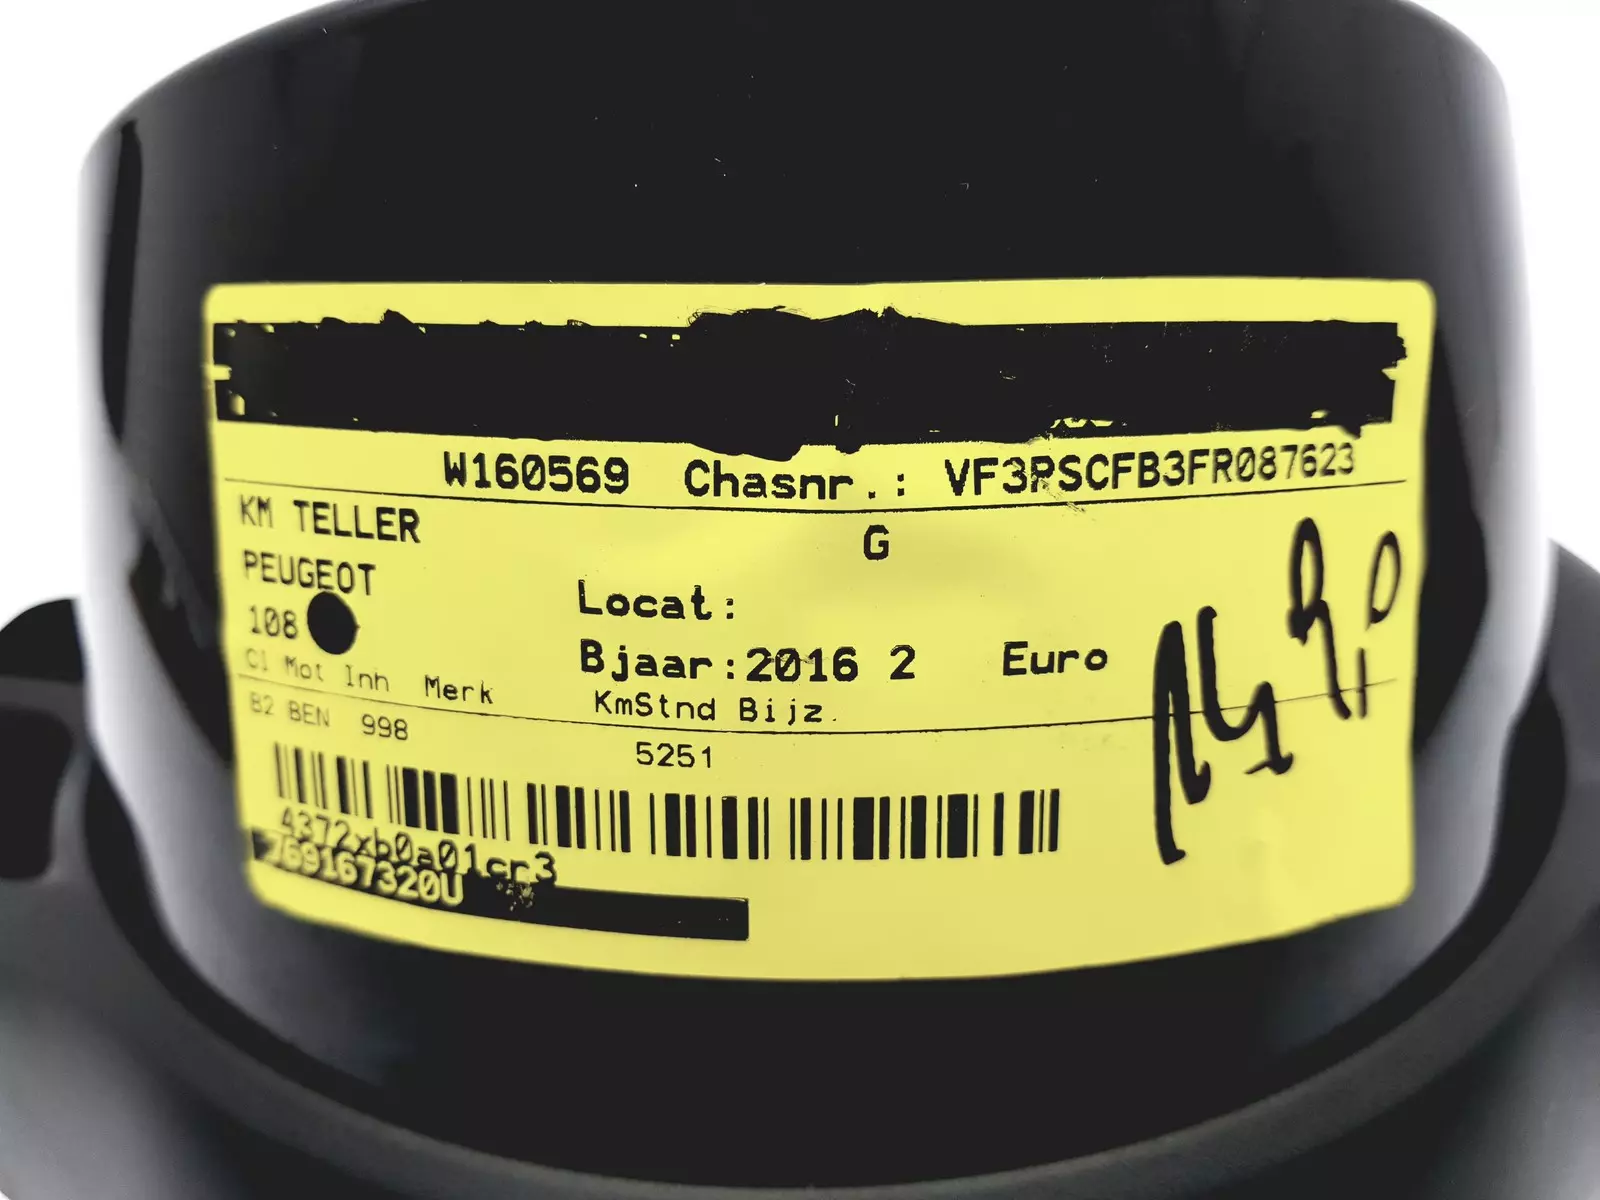 W160569 Chasnr.: VF3PSCFB3FR087623
KM TELLER G
PEUGEOT
108 Locat:
Bjaar:2016 2 Euro
Cl Mot Inh Merk KmStnd Bijz.
B2 BEN 998 5251
4372xb0a01cr3
769167320U